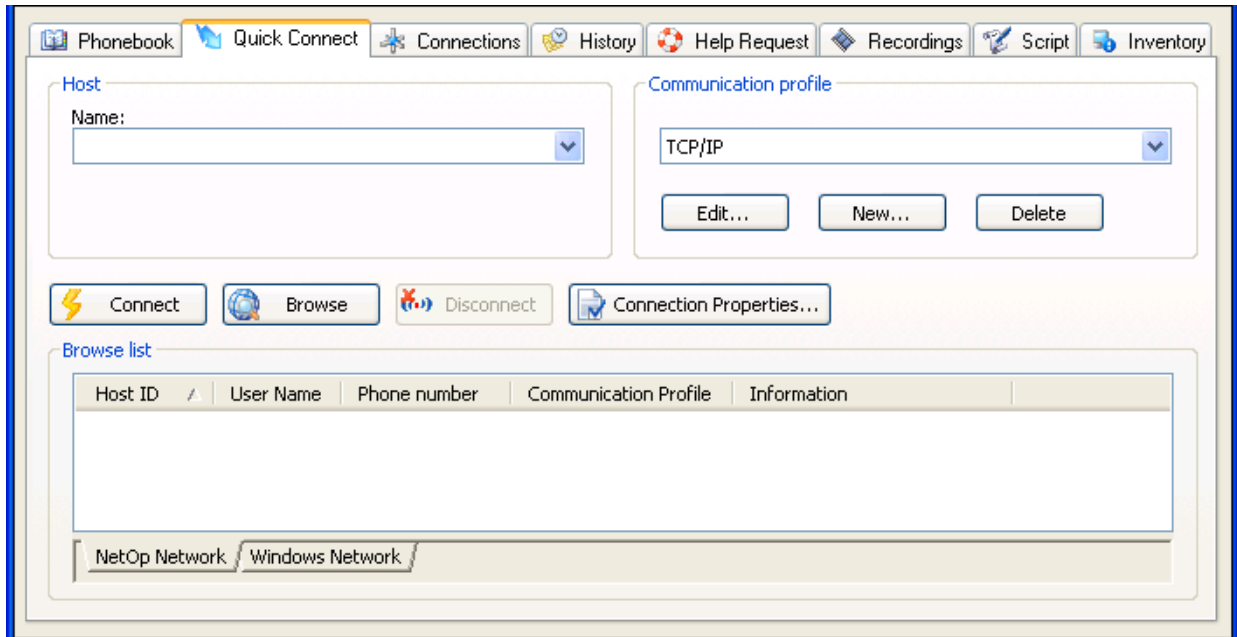 Phonebook Quick Connect Connections History Help Request Recordings Script Inventory
Host
Name:
Communication profile
TCP/IP
Edit... New... Delete
Connect Browse Disconnect Connection Properties...
Browse list
Host ID User Name Phone number Communication Profile Information
NetOp Network Windows Network